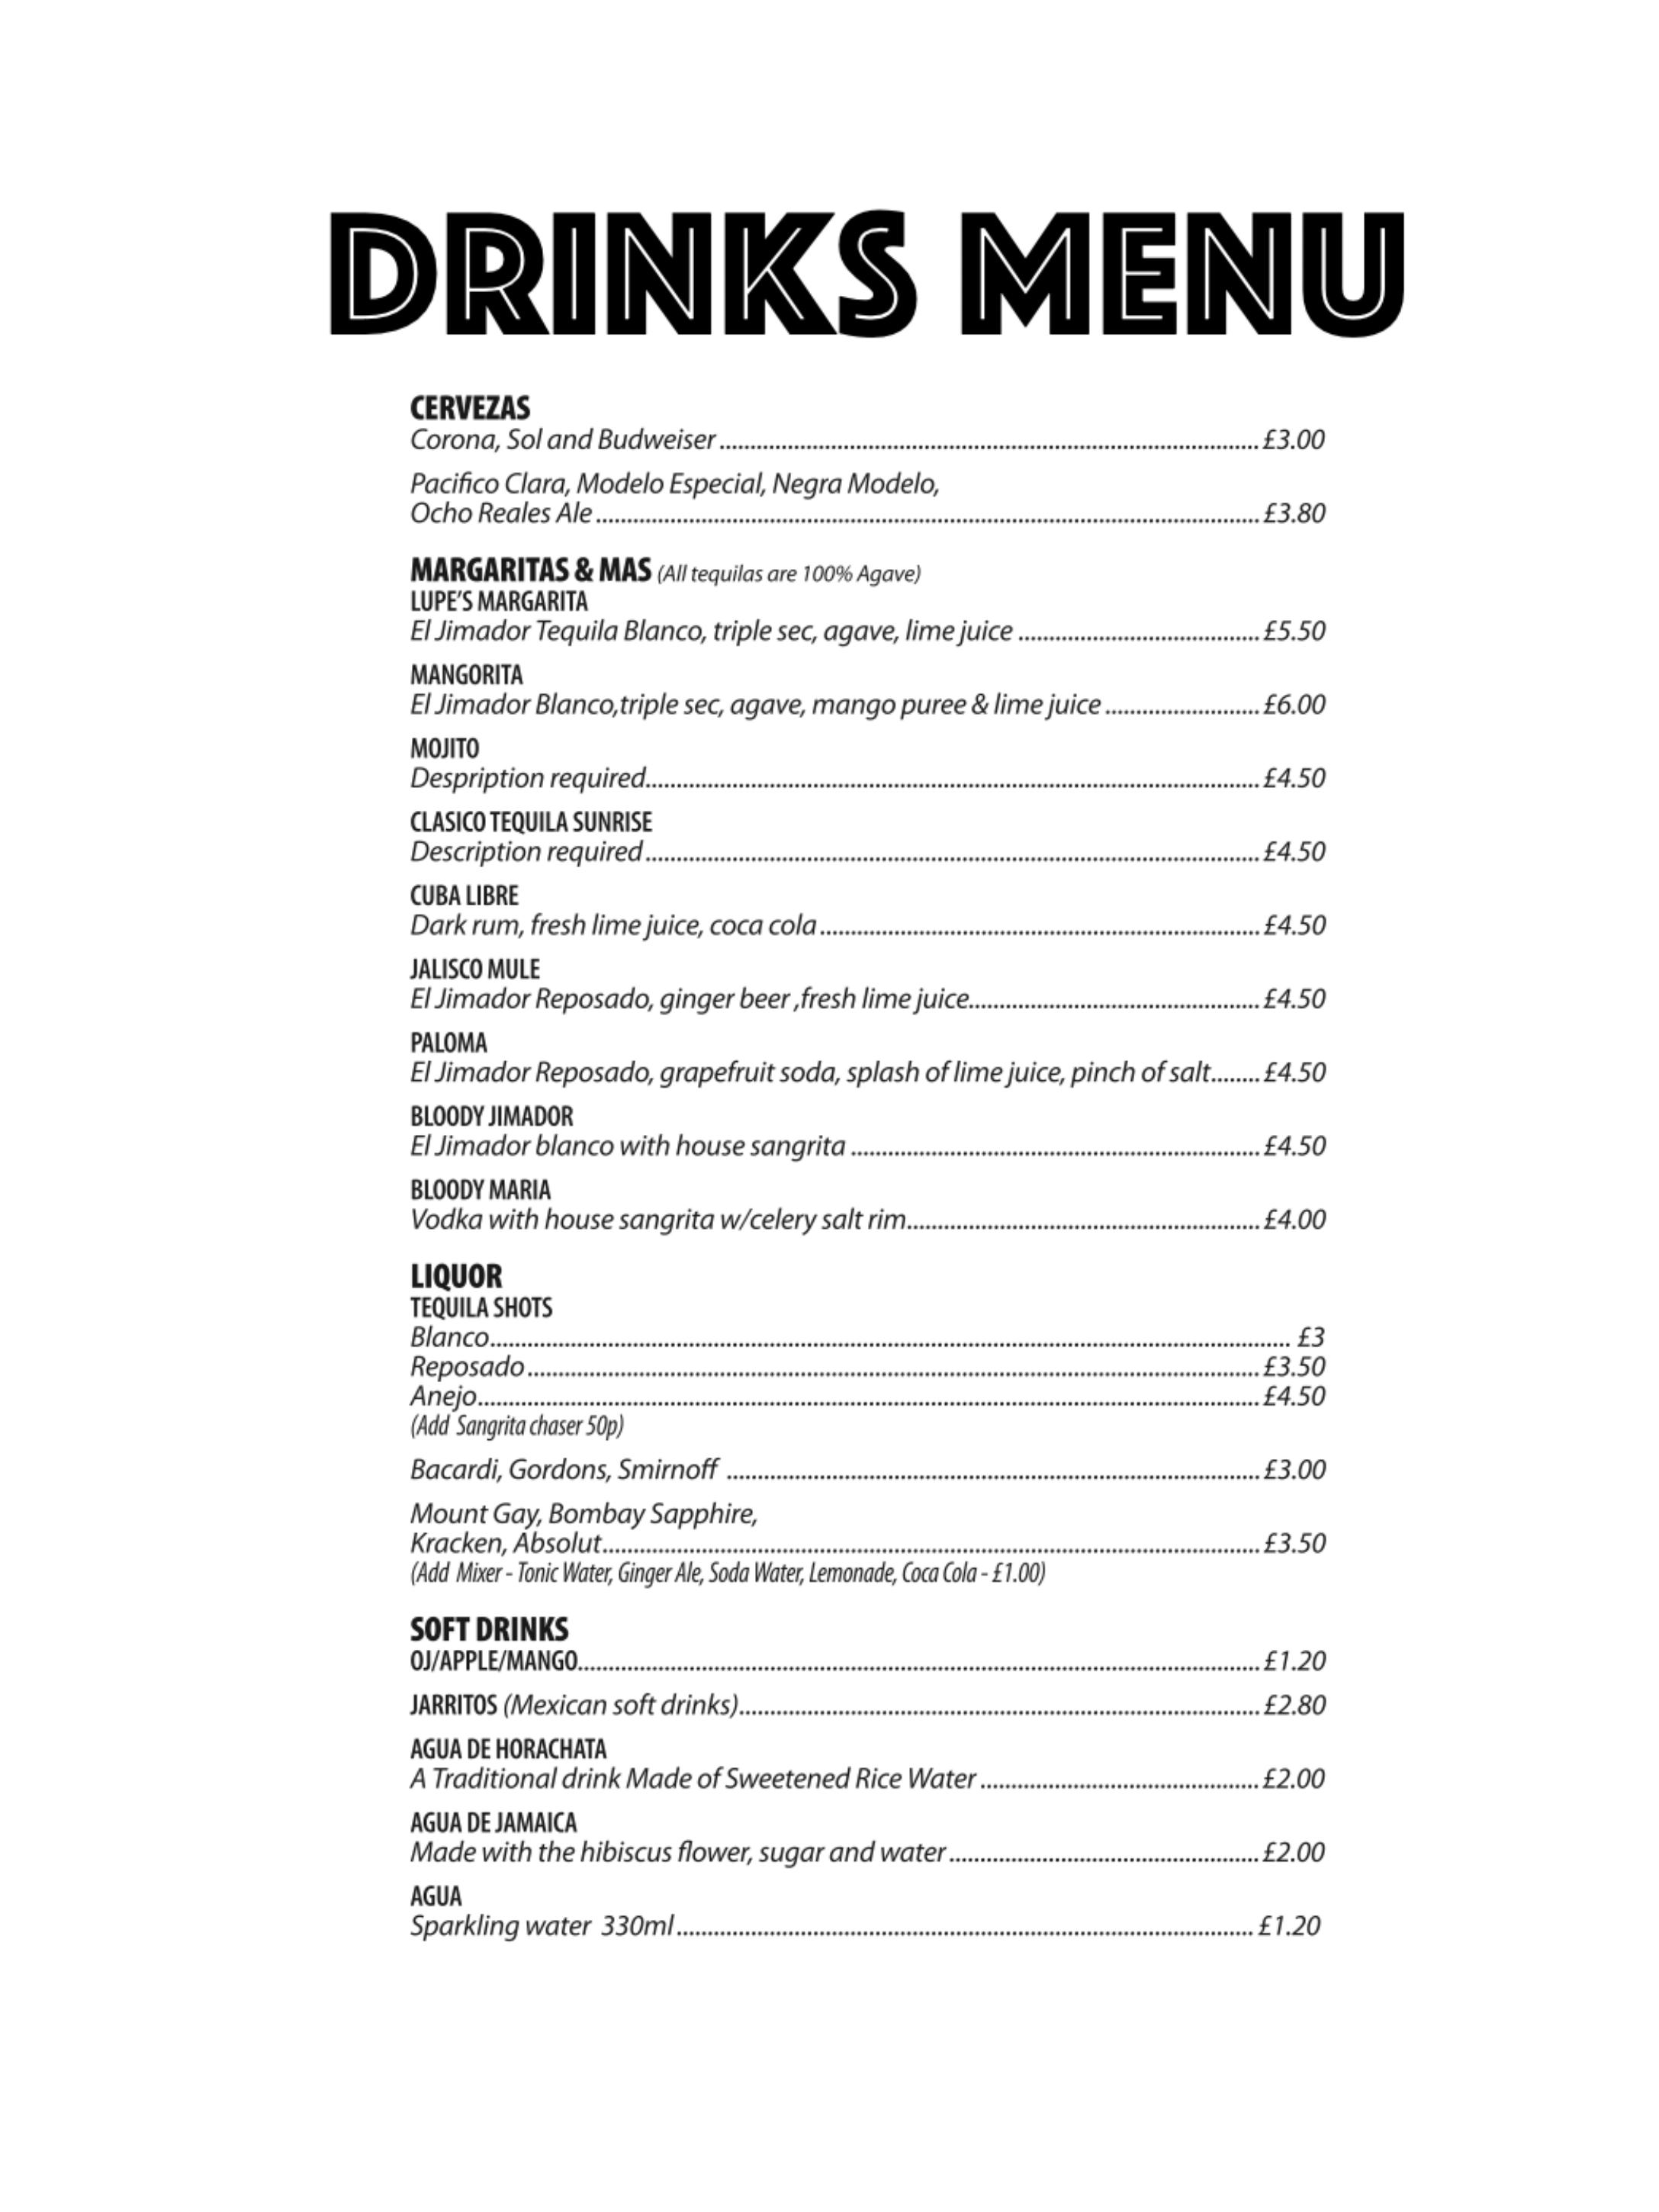 DRINKS MENU
CERVEZAS
Corona, Sol and Budweiser ........ £3.00
Pacifico Clara, Modelo Especial, Negra Modelo,
Ocho Reales Ale ........ £3.80
MARGARITAS & MAS (All tequilas are 100% Agave)
LUPE'S MARGARITA
El Jimador Tequila Blanco, triple sec, agave, lime juice ........ £5.50
MANGORITA
El Jimador Blanco,triple sec, agave, mango puree & lime juice ........ £6.00
MOJITO
Despription required........ £4.50
CLASICO TEQUILA SUNRISE
Description required ........ £4.50
CUBA LIBRE
Dark rum, fresh lime juice, coca cola ........ £4.50
JALISCO MULE
El Jimador Reposado, ginger beer ,fresh lime juice........ £4.50
PALOMA
El Jimador Reposado, grapefruit soda, splash of lime juice, pinch of salt........ £4.50
BLOODY JIMADOR
El Jimador blanco with house sangrita ........ £4.50
BLOODY MARIA
Vodka with house sangrita w/celery salt rim........ £4.00
LIQUOR
TEQUILA SHOTS
Blanco........ £3
Reposado ........ £3.50
Anejo........ £4.50
(Add Sangrita chaser 50p)
Bacardi, Gordons, Smirnoff ........ £3.00
Mount Gay, Bombay Sapphire,
Kracken, Absolut........ £3.50
(Add Mixer - Tonic Water, Ginger Ale, Soda Water, Lemonade, Coca Cola - £1.00)
SOFT DRINKS
OJ/APPLE/MANGO........ £1.20
JARRITOS (Mexican soft drinks)........ £2.80
AGUA DE HORACHATA
A Traditional drink Made of Sweetened Rice Water ........ £2.00
AGUA DE JAMAICA
Made with the hibiscus flower, sugar and water ........ £2.00
AGUA
Sparkling water 330ml ........ £1.20